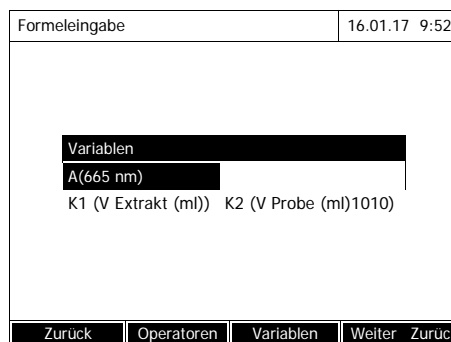 Formeleingabe 16.01.17 9:52
Variablen
A(665 nm)
K1 (V Extrakt (ml)) K2 (V Probe (ml)1010)
Zurück Operatoren Variablen Weiter Zurüc